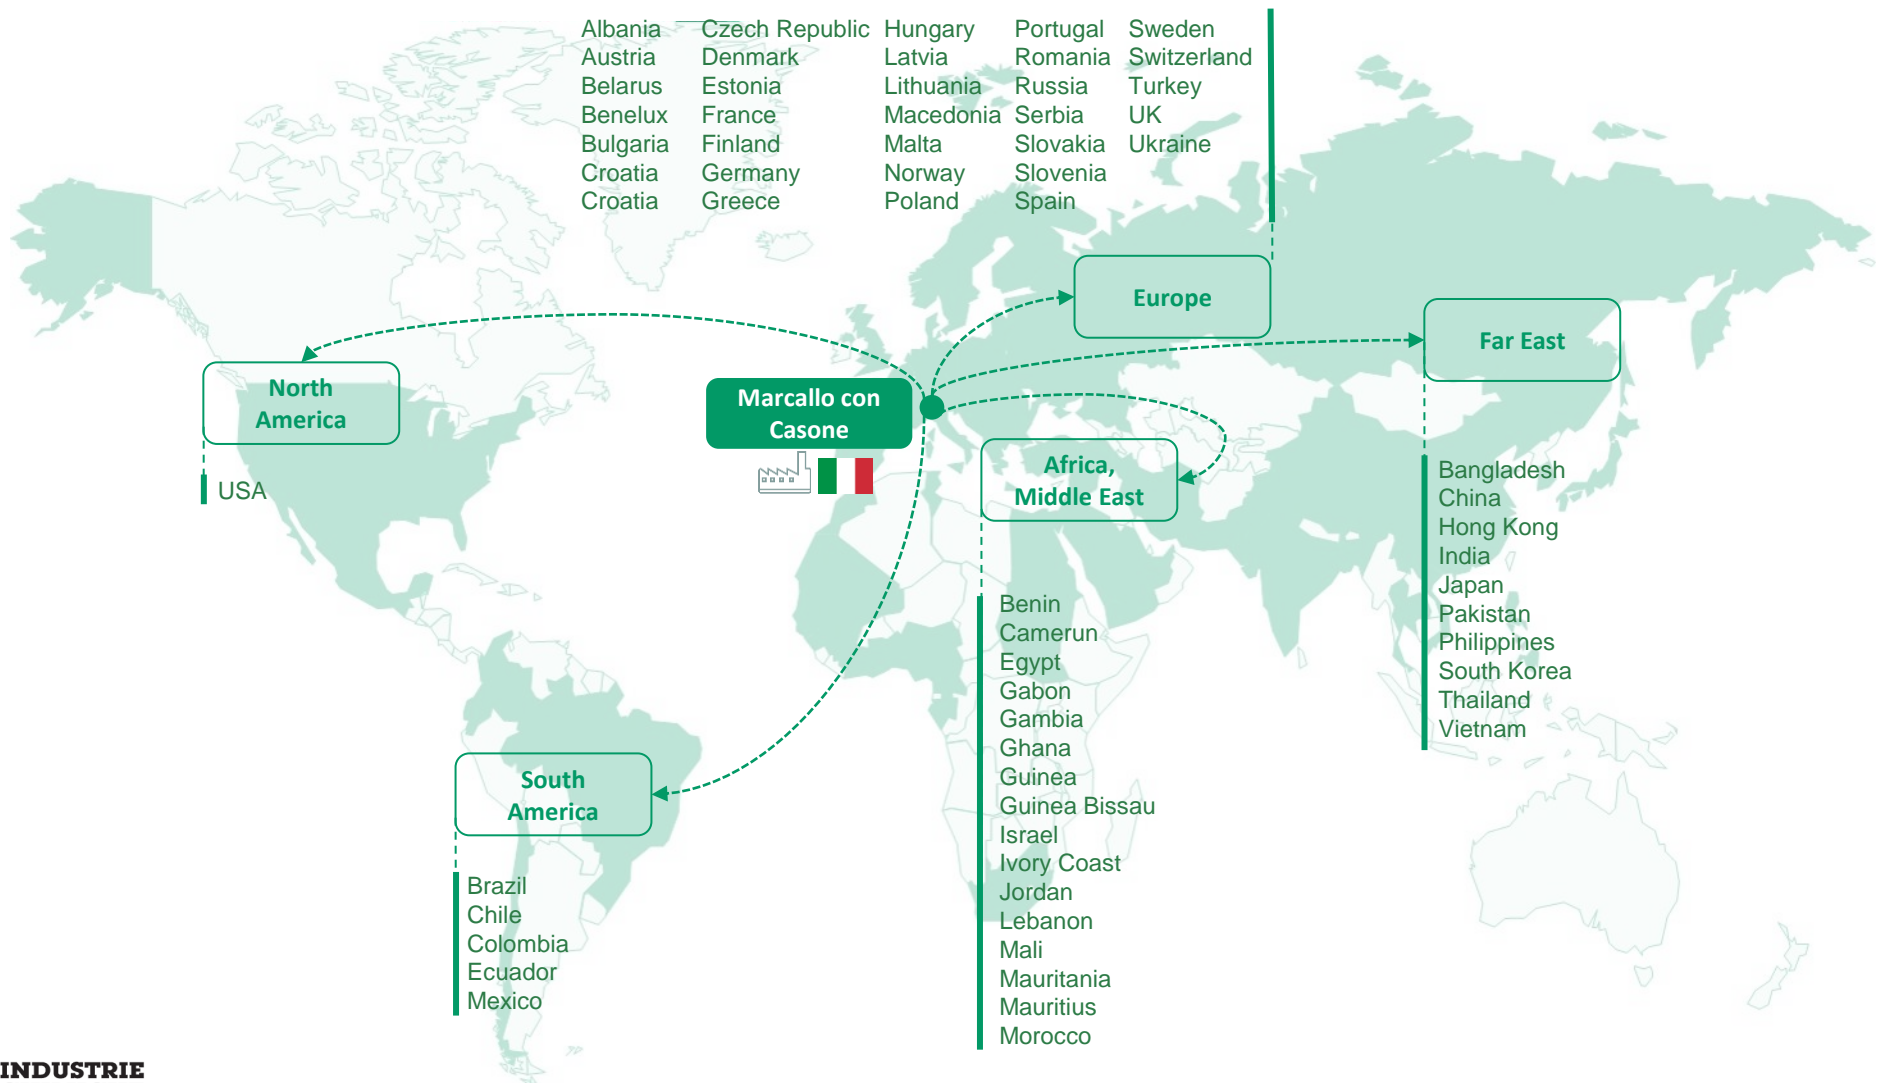 Albania
Austria
Belarus
Benelux
Bulgaria
Croatia
Croatia
Czech Republic
Denmark
Estonia
France
Finland
Germany
Greece
Hungary
Latvia
Lithuania
Macedonia
Malta
Norway
Poland
Portugal
Romania
Russia
Serbia
Slovakia
Slovenia
Spain
Sweden
Switzerland
Turkey
UK
Ukraine
Europe
Far East
North
America
Marcallo con
Casone
Africa,
Middle East
USA
Bangladesh
China
Hong Kong
India
Japan
Pakistan
Philippines
South Korea
Thailand
Vietnam
Benin
Camerun
Egypt
Gabon
Gambia
Ghana
Guinea
Guinea Bissau
Israel
Ivory Coast
Jordan
Lebanon
Mali
Mauritania
Mauritius
Morocco
South
America
Brazil
Chile
Colombia
Ecuador
Mexico
INDUSTRIE